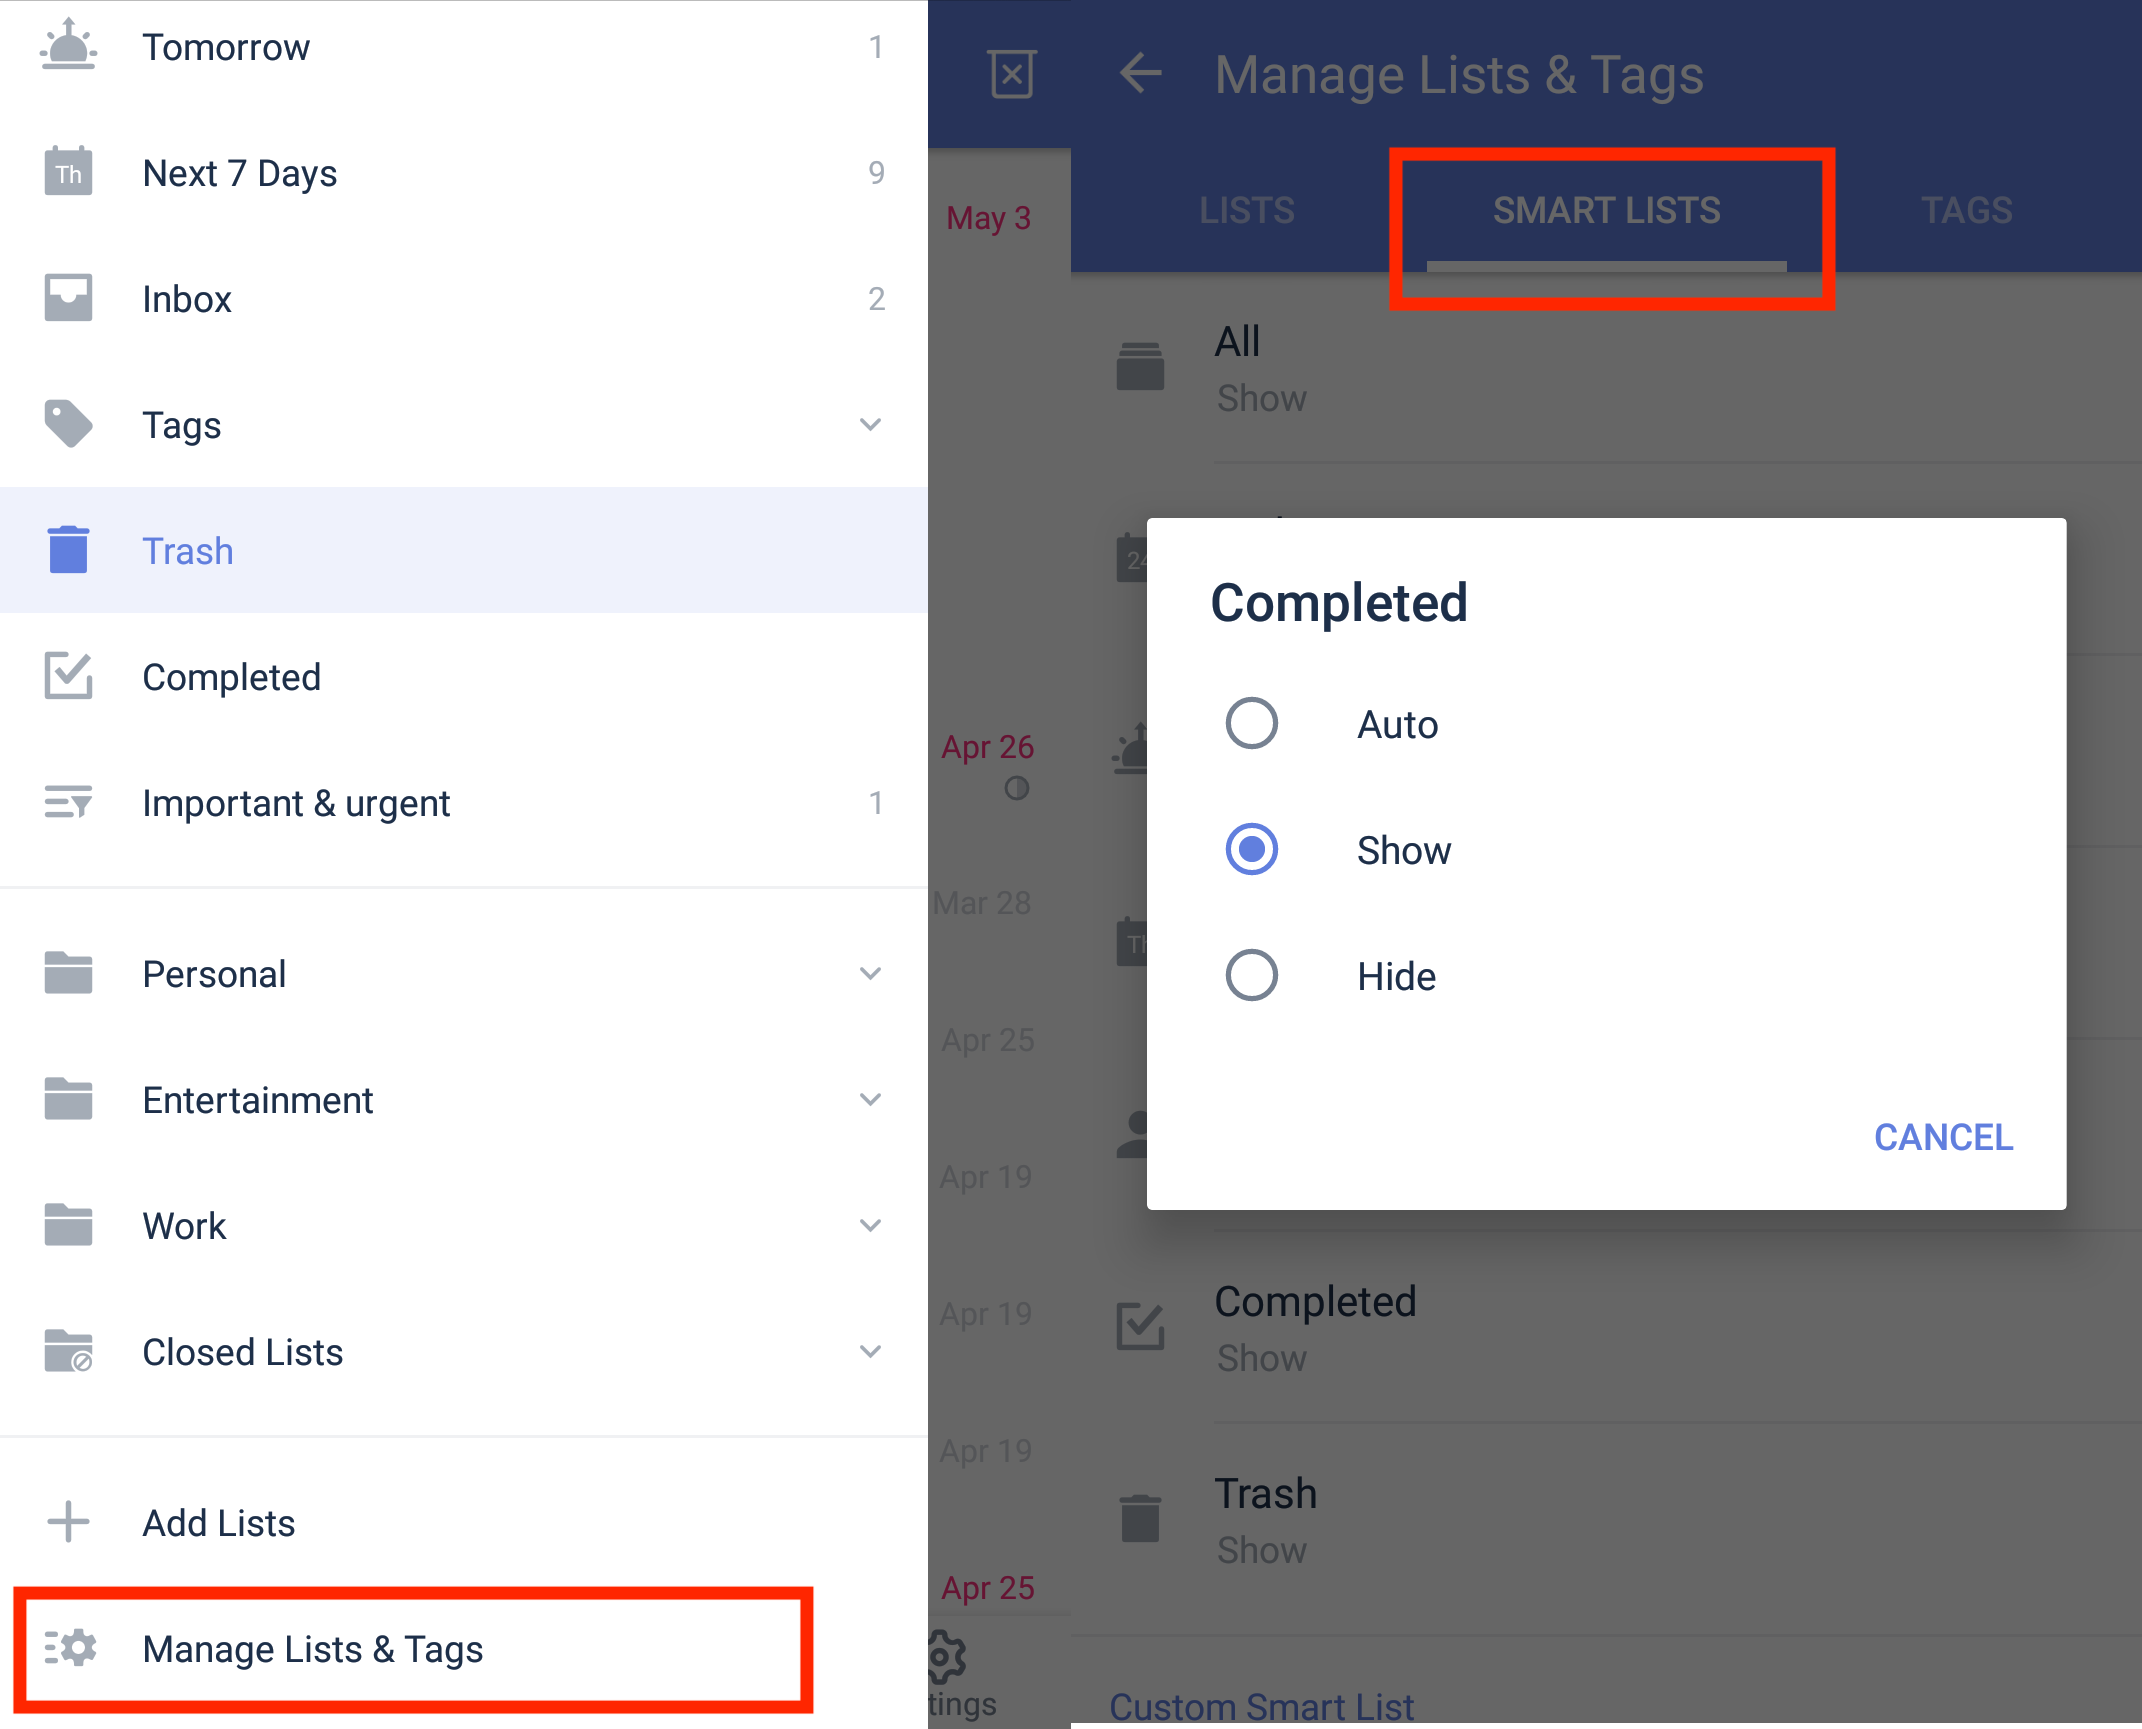 Tomorrow 1
Th
Next 7 Days 9
Inbox 2
Tags
Trash
Completed
Important & urgent 1
Personal
Entertainment
Work
Closed Lists
Add Lists
Manage Lists & Tags
May 3
Apr 26
Mar 28
Apr 25
Apr 19
Apr 19
Apr 19
Apr 25
tings
Manage Lists & Tags
LISTS SMART LISTS TAGS
All
Show
24
Th
Completed
Auto
Show
Hide
CANCEL
Completed
Show
Trash
Show
Custom Smart List